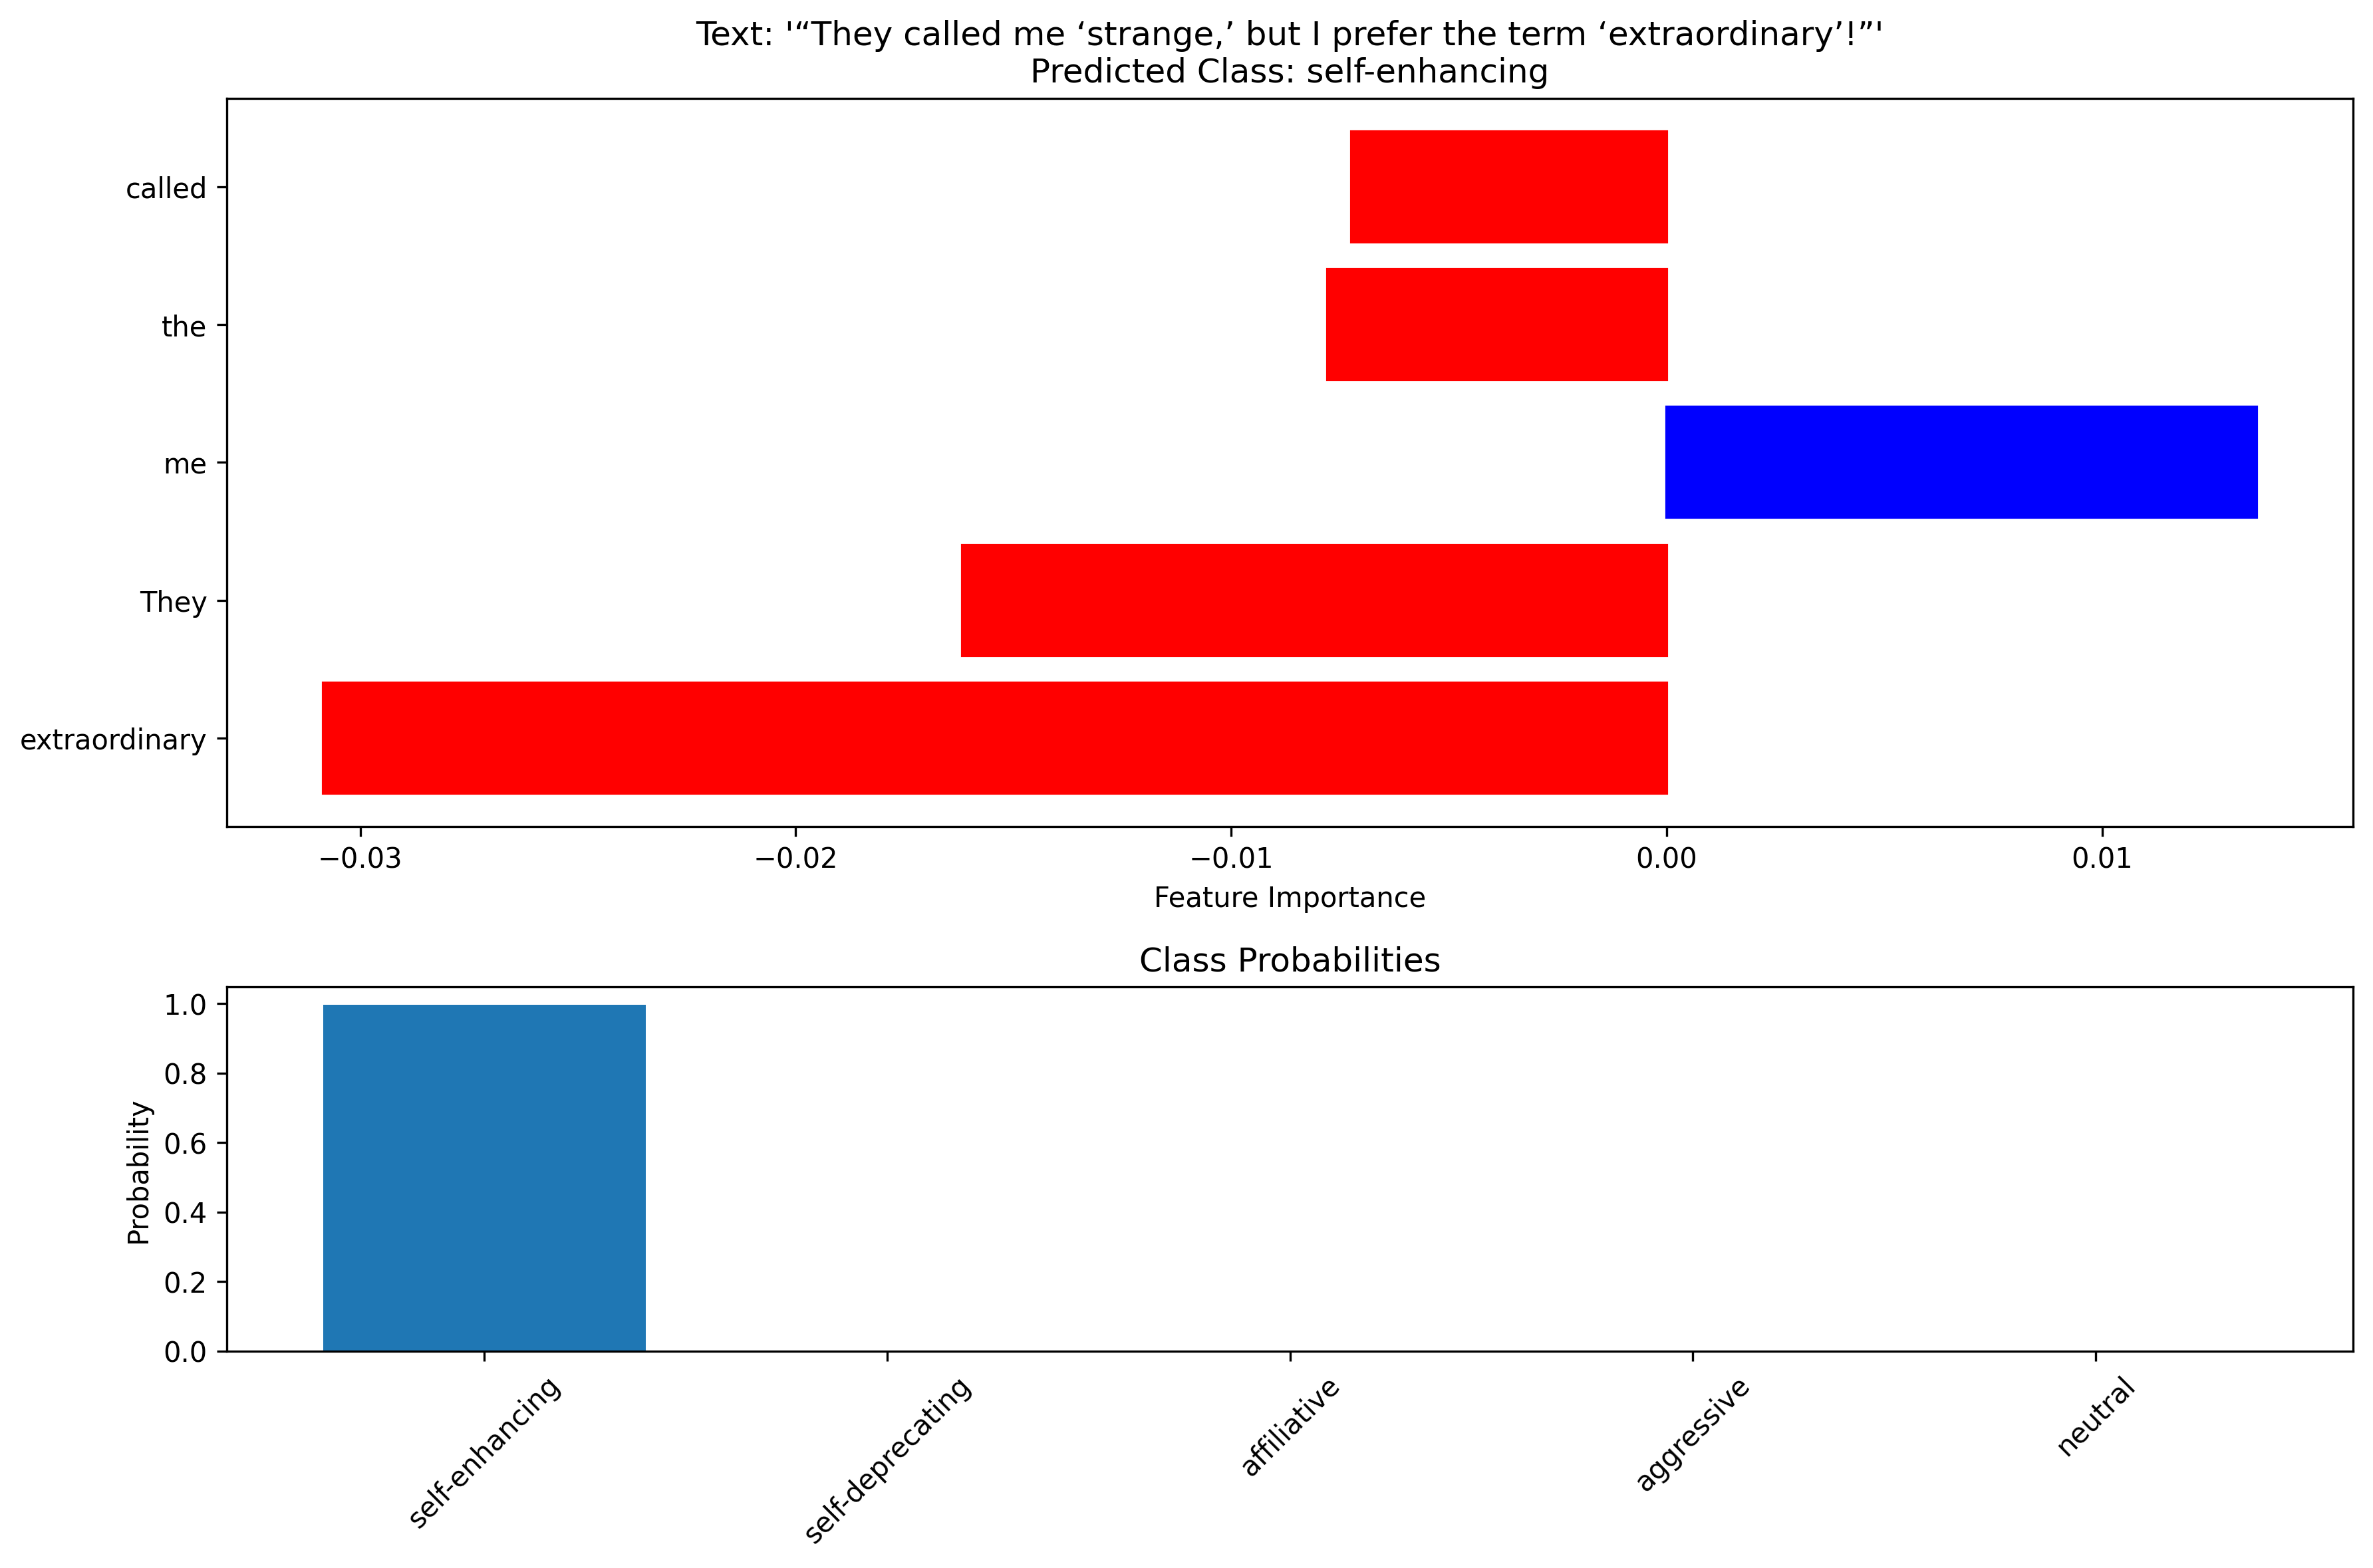 Text: '“They called me ‘strange,’ but I prefer the term ‘extraordinary’!”'
Predicted Class: self-enhancing
called
the
me
They
extraordinary
−0.03
−0.02
−0.01
0.00
0.01
Feature Importance
Class Probabilities
1.0
0.8
0.6
0.4
0.2
0.0
Probability
self-enhancing
self-deprecating
affiliative
aggressive
neutral